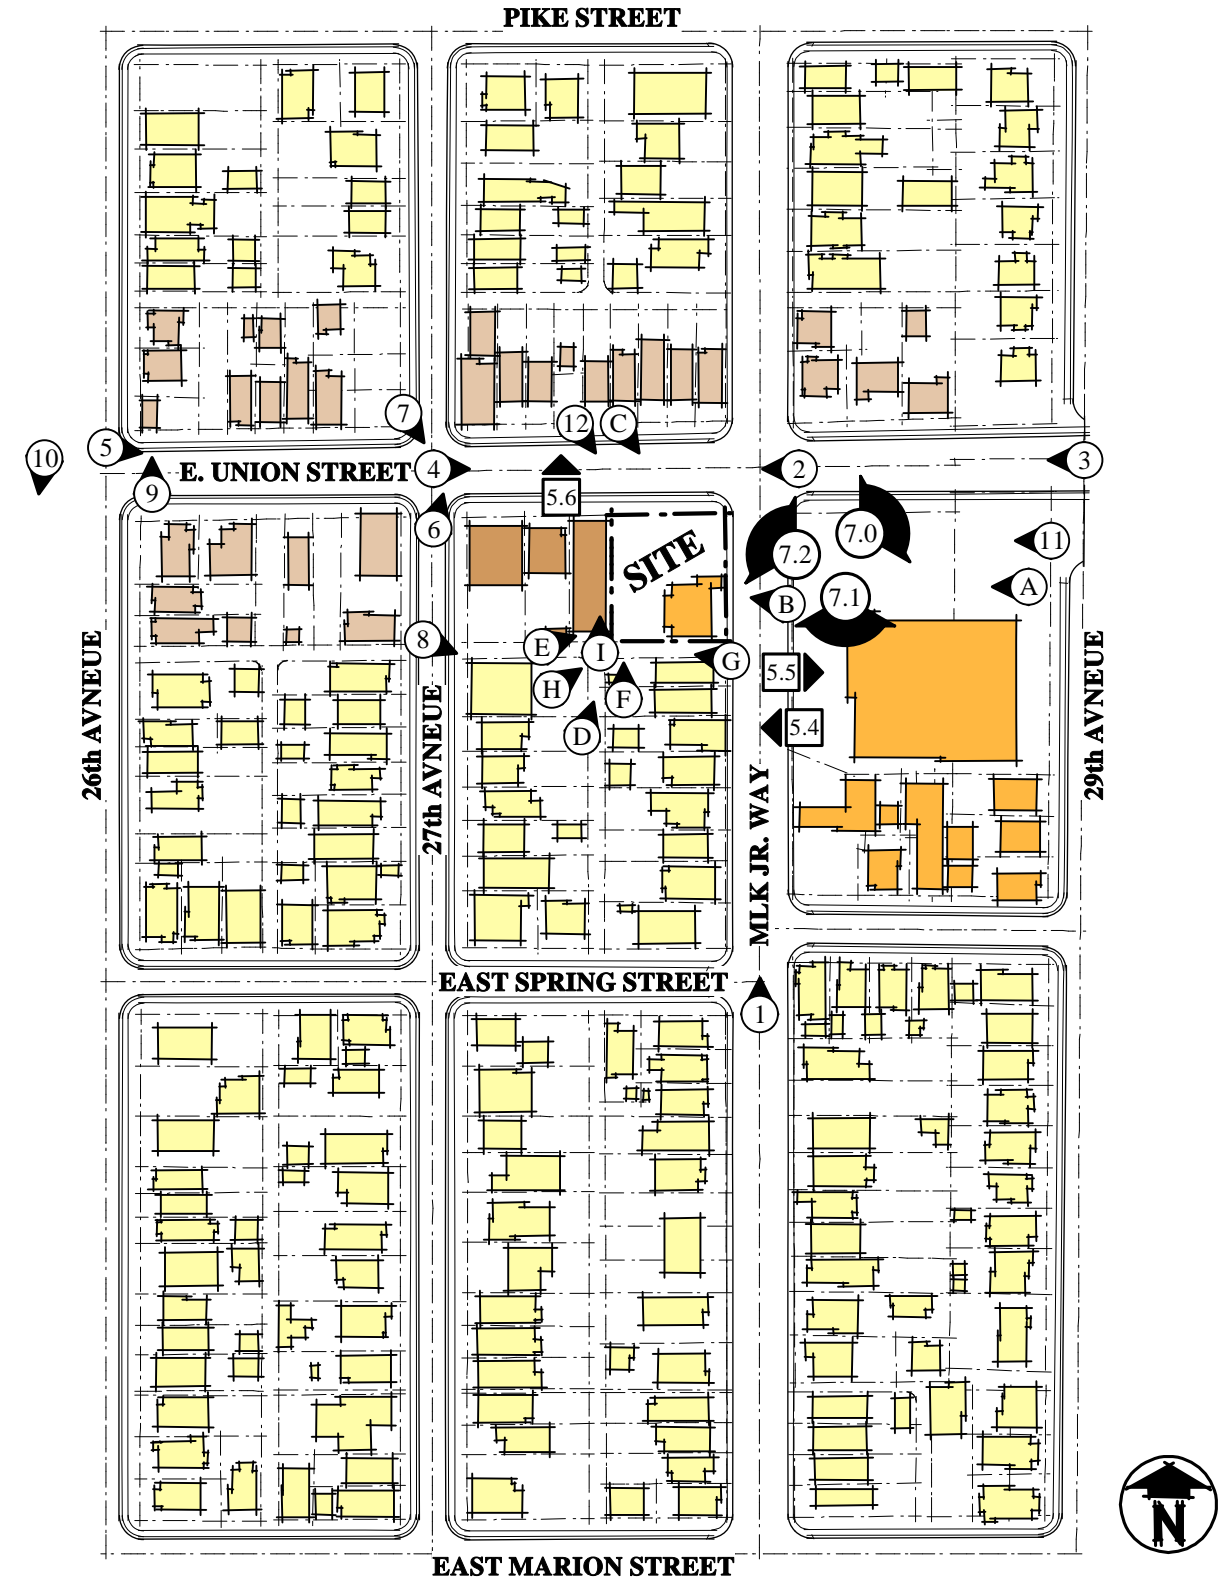 PIKE STREET
7
12
C
5
10
E. UNION STREET
4
2
3
9
5.6
6
SITE
7.2
7.0
11
7.1
B
A
8
E
I
G
H
F
5.5
D
5.4
26th AVNEUE
27th AVNEUE
MLK JR. WAY
29th AVNEUE
EAST SPRING STREET
1
N
EAST MARION STREET